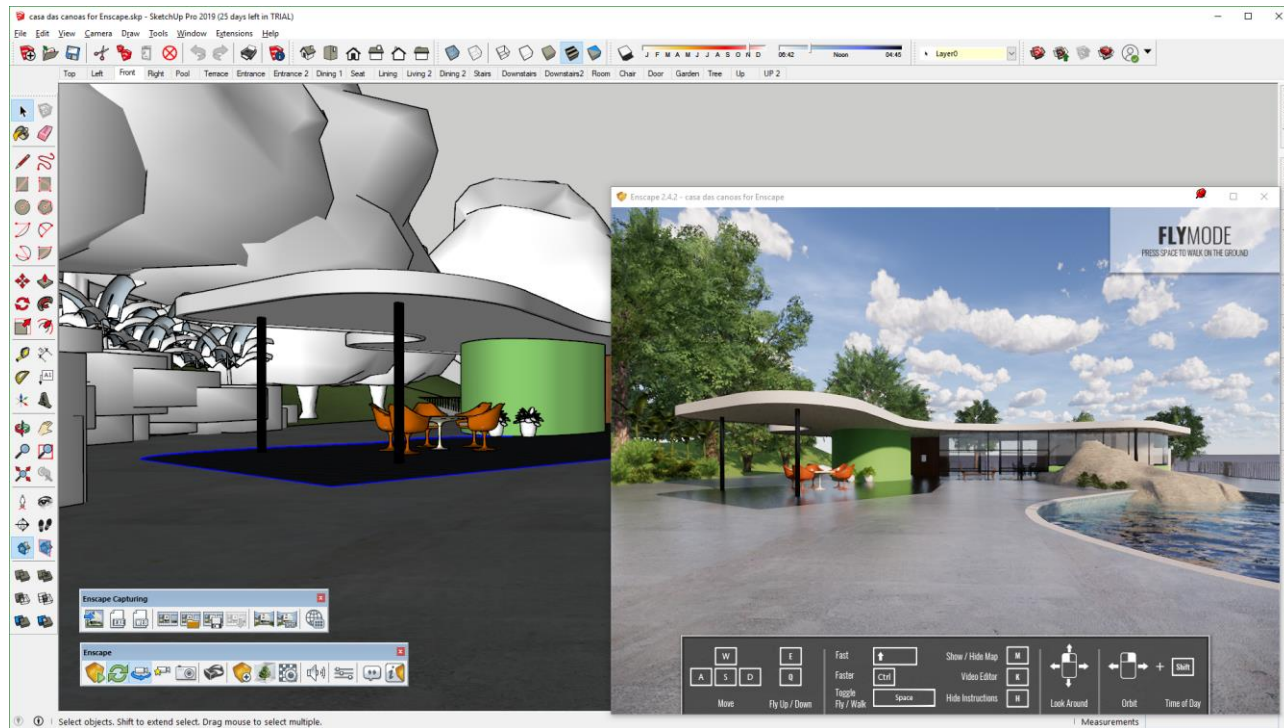 casa das canoas for Enscape.skp - SketchUp Pro 2019 (25 days left in TRIAL)
File Edit View Camera Draw Tools Window Extensions Help
J F M A M J J A S O N D 06:42 Noon 04:45 Layer0
Top Left Front Right Pool Terrace Entrance Entrance 2 Dining 1 Seat Lining Living 2 Dining 2 Stairs Downstairs Downstairs2 Room Chair Door Garden Tree Up UP 2
Enscape 2.4.2 - casa das canoas for Enscape
FLYMODE
PRESS SPACE TO WALK ON THE GROUND
A1
Enscape Capturing
Enscape
W E Fast Show / Hide Map M
A S D Q Faster Ctrl Video Editor K + Shift
Toggle
Fly / Walk Space Hide Instructions H
Move Fly Up / Down Look Around Orbit Time of Day
Select objects. Shift to extend select. Drag mouse to select multiple. Measurements